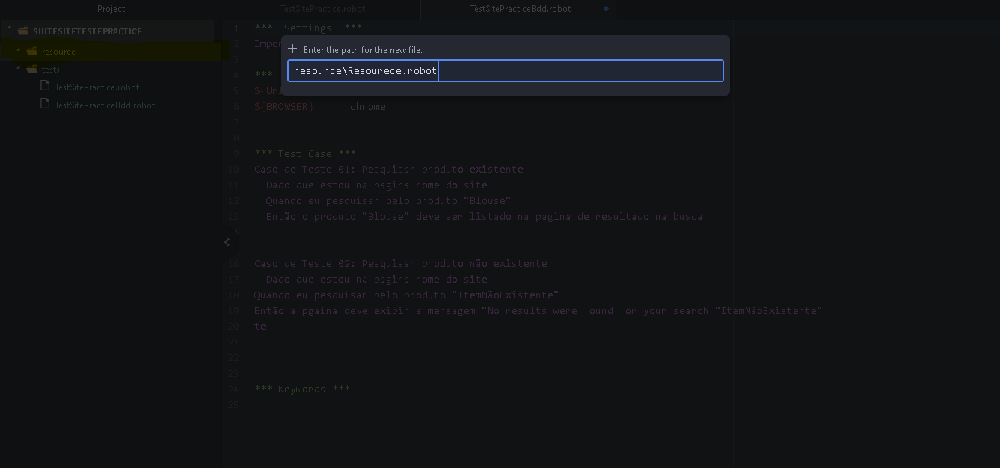 Project
TestSitePractice.robot
TestSitePracticeBdd.robot
SUITESITETESTEPRACTICE
resource
tests
TestSitePractice.robot
TestSitePracticeBdd.robot
Enter the path for the new file.
resource\Resourece.robot
1 *** Settings ***
2 Impor
3
4 ***
5 ${Url
6 ${BROWSER} chrome
7
8
9 *** Test Case ***
10 Caso de Teste 01: Pesquisar produto existente
11 Dado que estou na pagina home do site
12 Quando eu pesquisar pelo produto "Blouse"
13 Então o produto "Blouse" deve ser listado na pagina de resultado na busca
16 Caso de Teste 02: Pesquisar produto não existente
17 Dado que estou na pagina home do site
18 Quando eu pesquisar pelo produto "ItemNãoExistente"
19 Então a pgaina deve exibir a mensagem "No results were found for your search "ItemNãoExistente"
20 te
21
22
23
24 *** Keywords ***
25